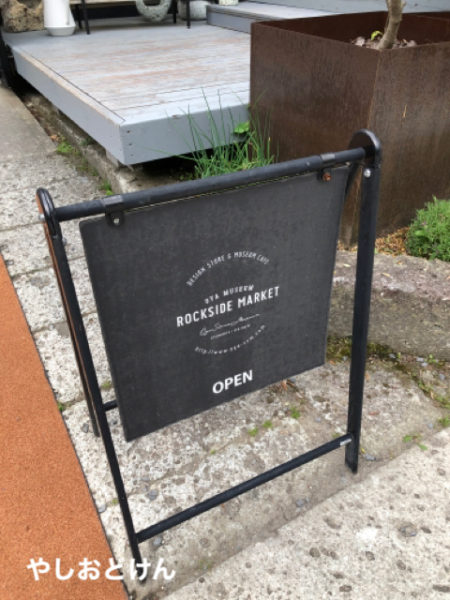 DESIGN STORE & MUSEUM CAFE
OYA MUSEUM
ROCKSIDE MARKET
OPEN
やしおとけん